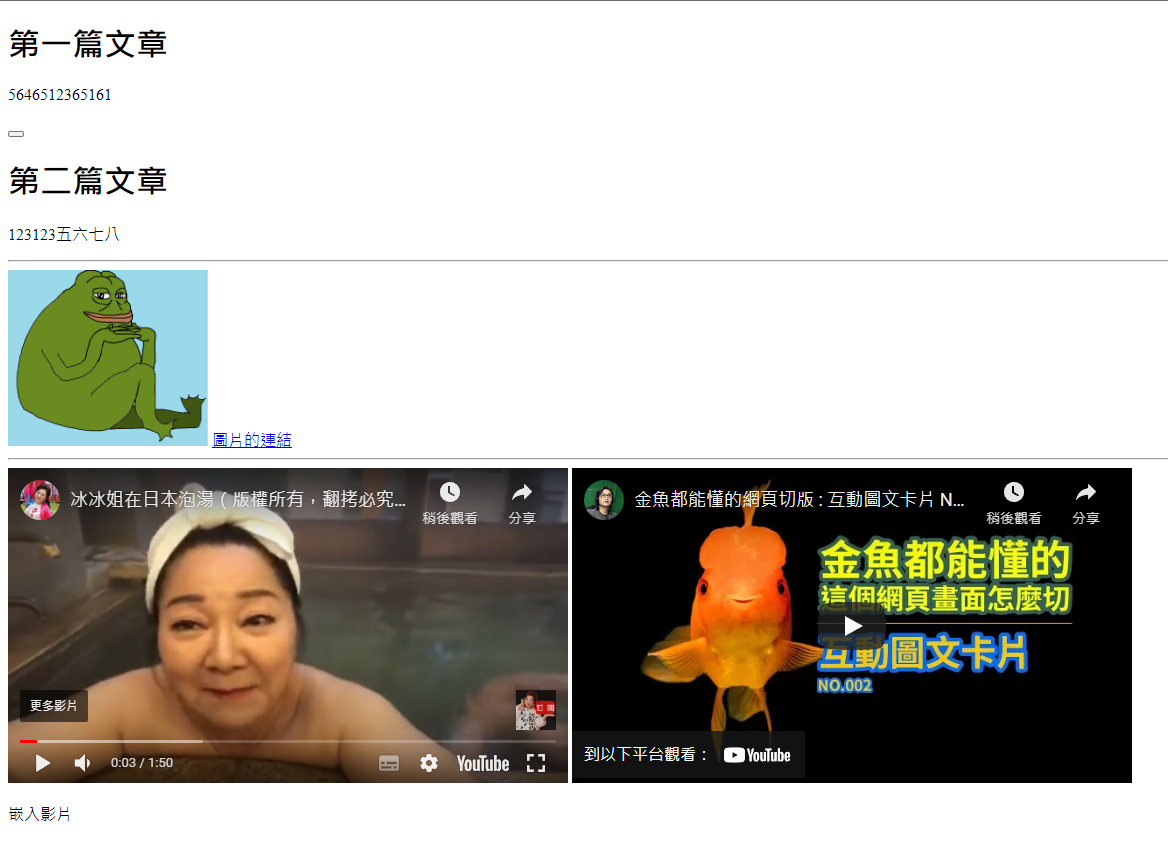 第一篇文章
5646512365161
第二篇文章
123123五六七八
圖片的連結
冰冰姐在日本泡湯（版權所有，翻拷必究...
稍後觀看
分享
更多影片
訂閱
0:03 / 1:50
YouTube
金魚都能懂的網頁切版 : 互動圖文卡片 N...
稍後觀看
分享
金魚都能懂的
這個網頁畫面怎麼切
互動圖文卡片
NO.002
到以下平台觀看：
YouTube
嵌入影片